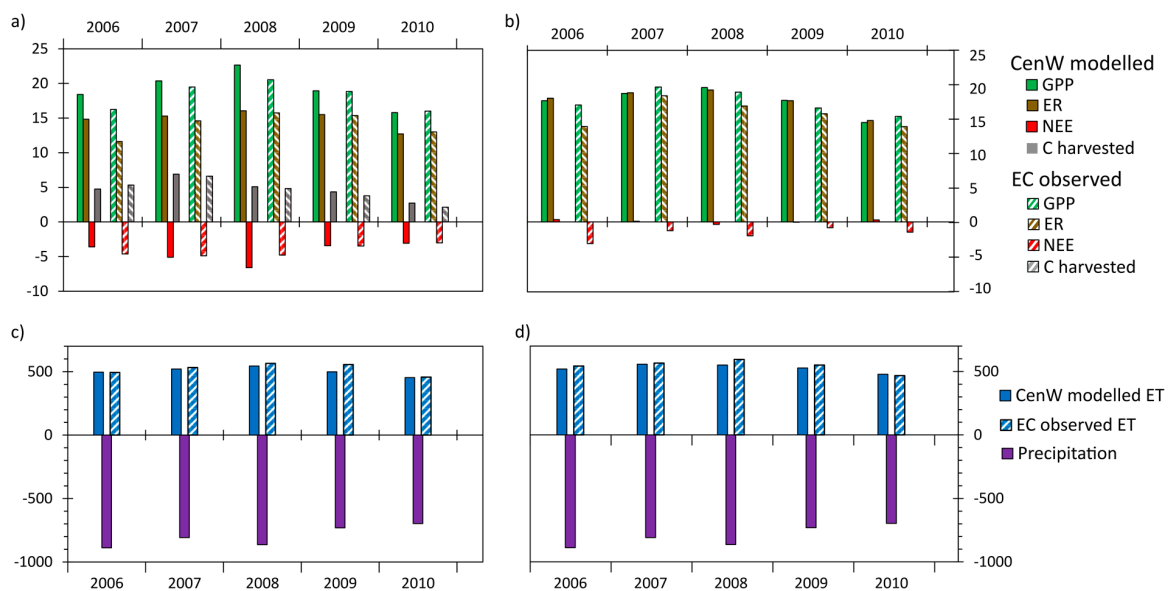 a)
2006 2007 2008 2009 2010
25
20
15
10
5
0
-5
-10
b)
2006 2007 2008 2009 2010
25
20
15
10
5
0
-5
-10
CenW modelled
GPP
ER
NEE
C harvested
EC observed
GPP
ER
NEE
C harvested
c)
500
0
-500
-1000
2006 2007 2008 2009 2010
d)
500
0
-500
-1000
2006 2007 2008 2009 2010
CenW modelled ET
EC observed ET
Precipitation